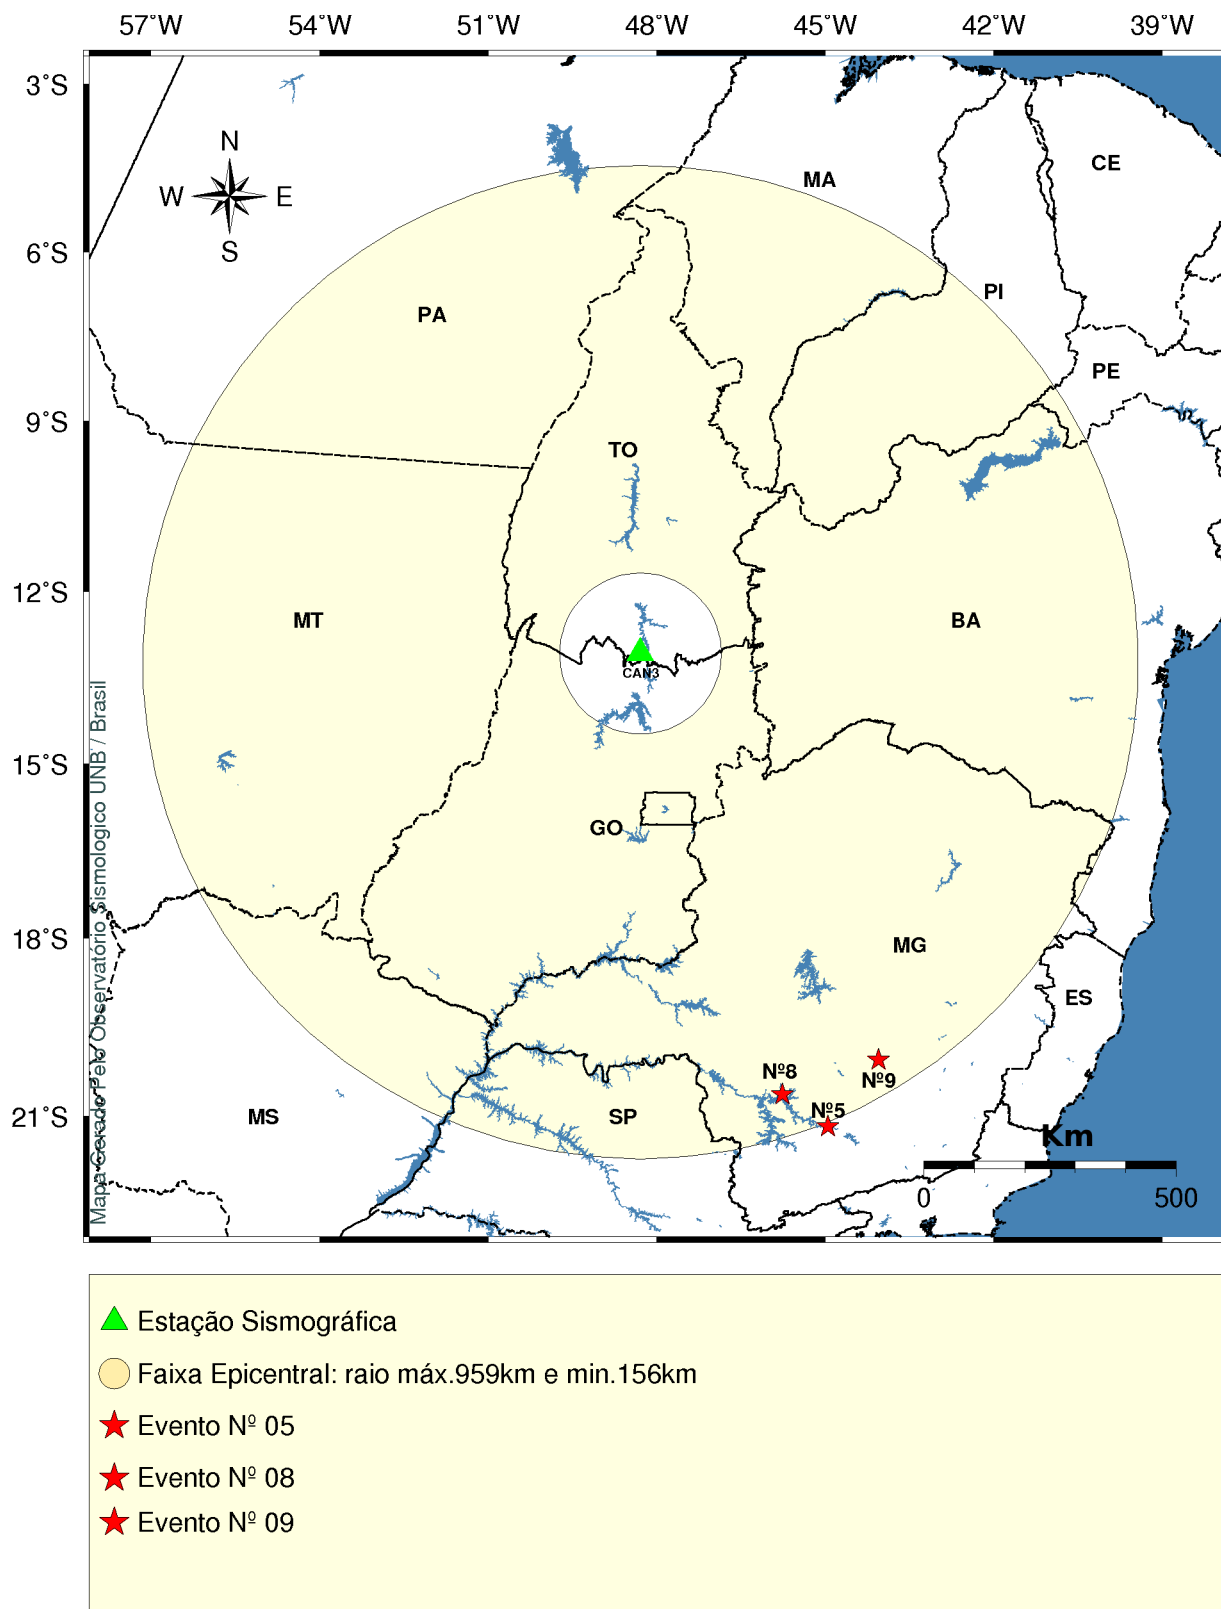 57°W 54°W 51°W 48°W 45°W 42°W 39°W
3°S
N
W E
S
MA
CE
6°S
PI
PA
PE
9°S
TO
12°S
MT
BA
CAN3
15°S
GO
18°S
MG
ES
Nº8
Nº9
Nº5
21°S
MS
SP
Km
0 500
Mapa Gerado Pelo Observatório Sismologico UNB / Brasil
Estação Sismográfica
Faixa Epicentral: raio máx.959km e min.156km
Evento Nº 05
Evento Nº 08
Evento Nº 09